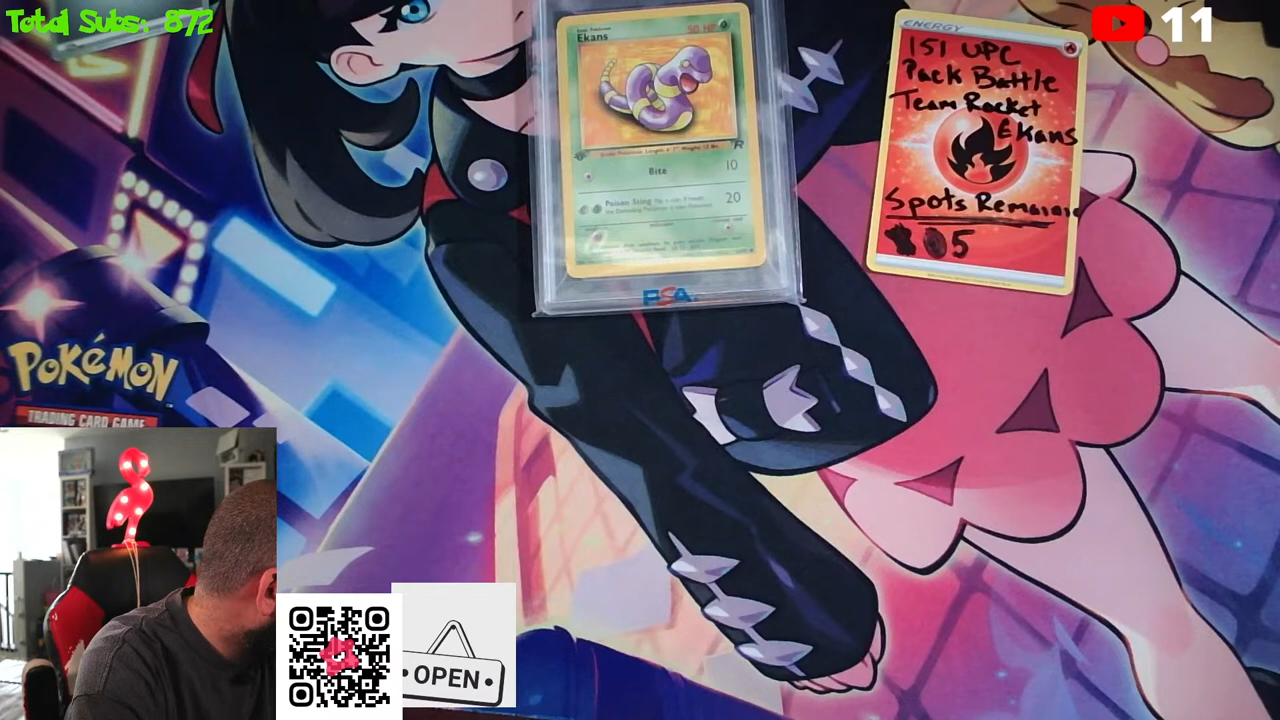 Total Subs: 872
11
Ekans
50 HP
Bite 10
Poison Sting
20
R
PSA
ENERGY
151 UPC
Pack Battle
Team Rocket
Ekans
Spots Remainin
5
POKéMON
TRADING CARD GAME
OPEN